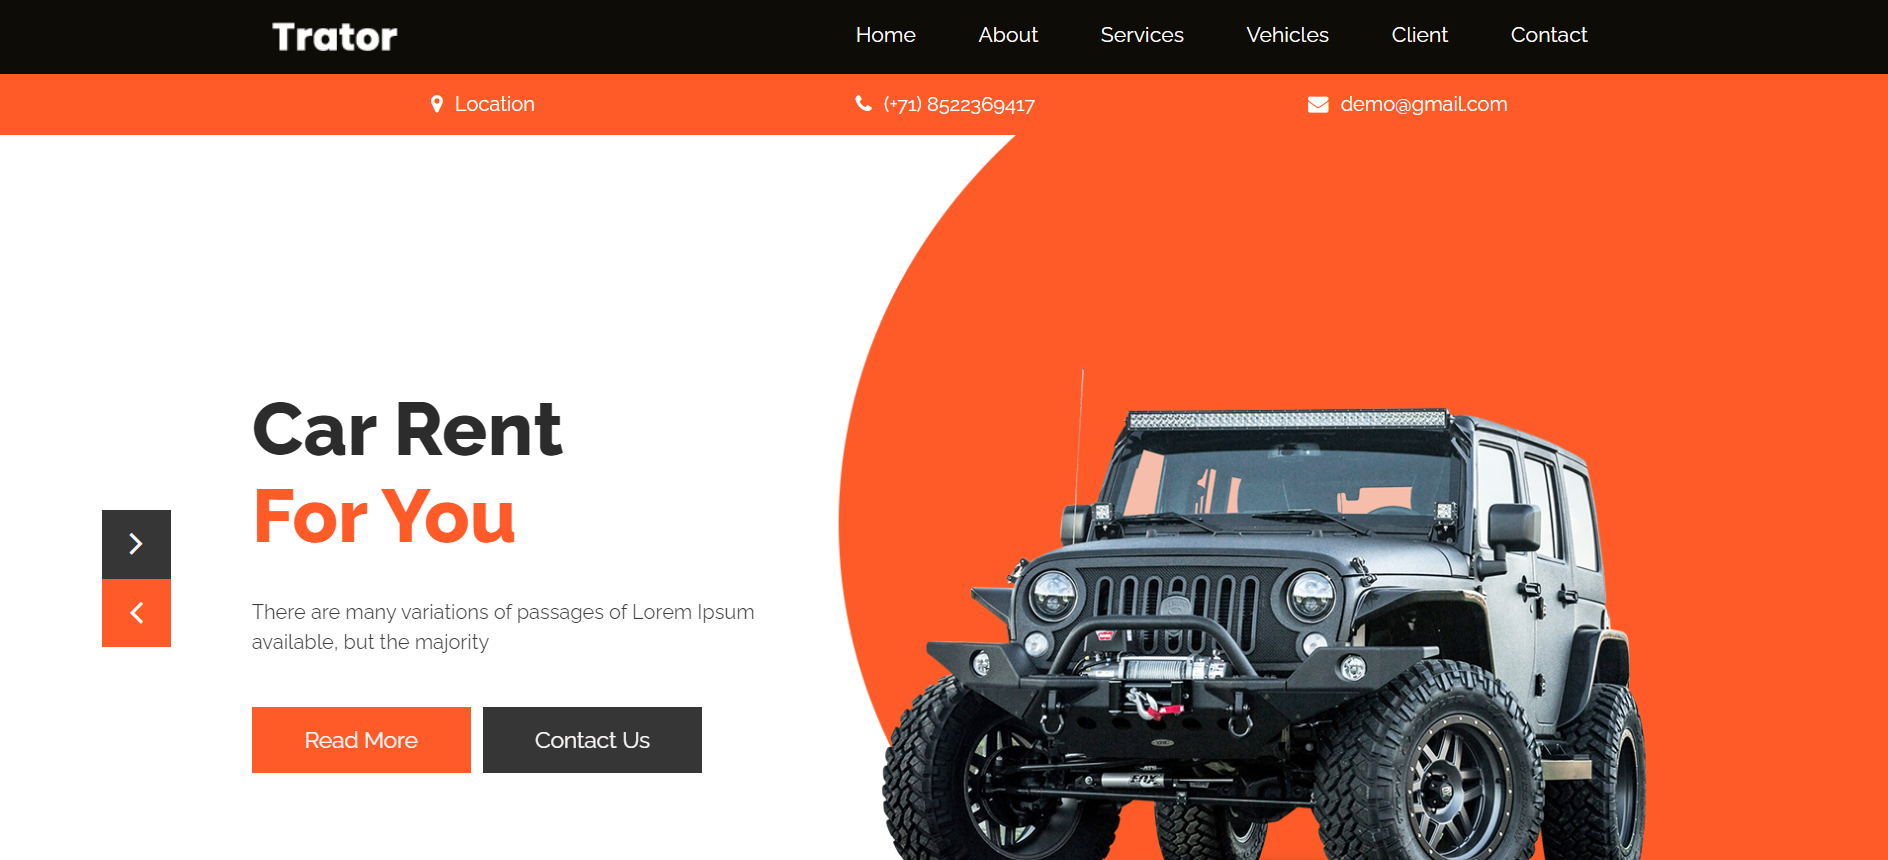 Trator
Home About Services Vehicles Client Contact
Location (+71) 8522369417 demo@gmail.com
Car Rent
For You
There are many variations of passages of Lorem Ipsum
available, but the majority
Read More Contact Us
FOX